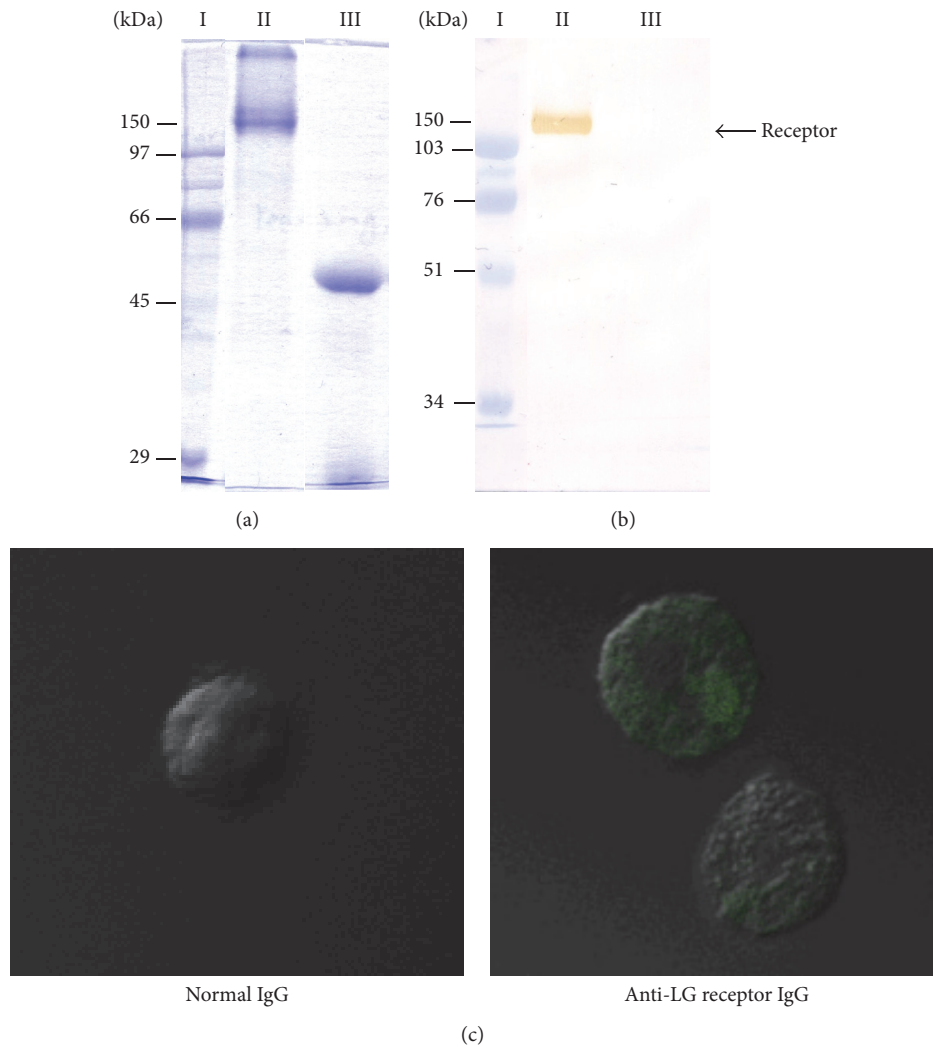 (kDa) I II III
150
97
66
45
29
(a)
(kDa) I II III
150
103
76
51
34
Receptor
(b)
Normal IgG
Anti-LG receptor IgG
(c)